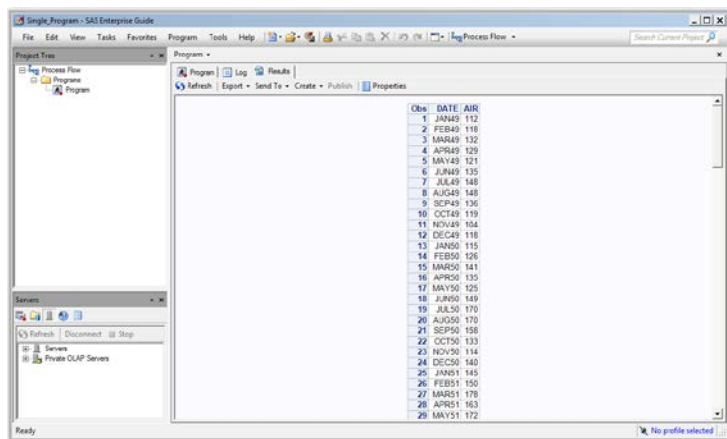 Single_Program - SAS Enterprise Guide
File Edit View Tasks Favorites Program Tools Help Process Flow Search Current Project
Project Tree
Process Flow
Programs
Program
Program
Program Log Results
Refresh Export Send To Create Publish Properties
Obs DATE AIR
1 JAN49 112
2 FEB49 118
3 MAR49 132
4 APR49 129
5 MAY49 121
6 JUN49 135
7 JUL49 148
8 AUG49 148
9 SEP49 136
10 OCT49 119
11 NOV49 104
12 DEC49 118
13 JAN50 115
14 FEB50 126
15 MAR50 141
16 APR50 135
17 MAY50 125
18 JUN50 149
19 JUL50 170
20 AUG50 170
21 SEP50 158
22 OCT50 133
23 NOV50 114
24 DEC50 140
25 JAN51 145
26 FEB51 150
27 MAR51 178
28 APR51 163
29 MAY51 172
Servers
Refresh Disconnect Stop
Servers
Private OLAP Servers
Ready No profile selected